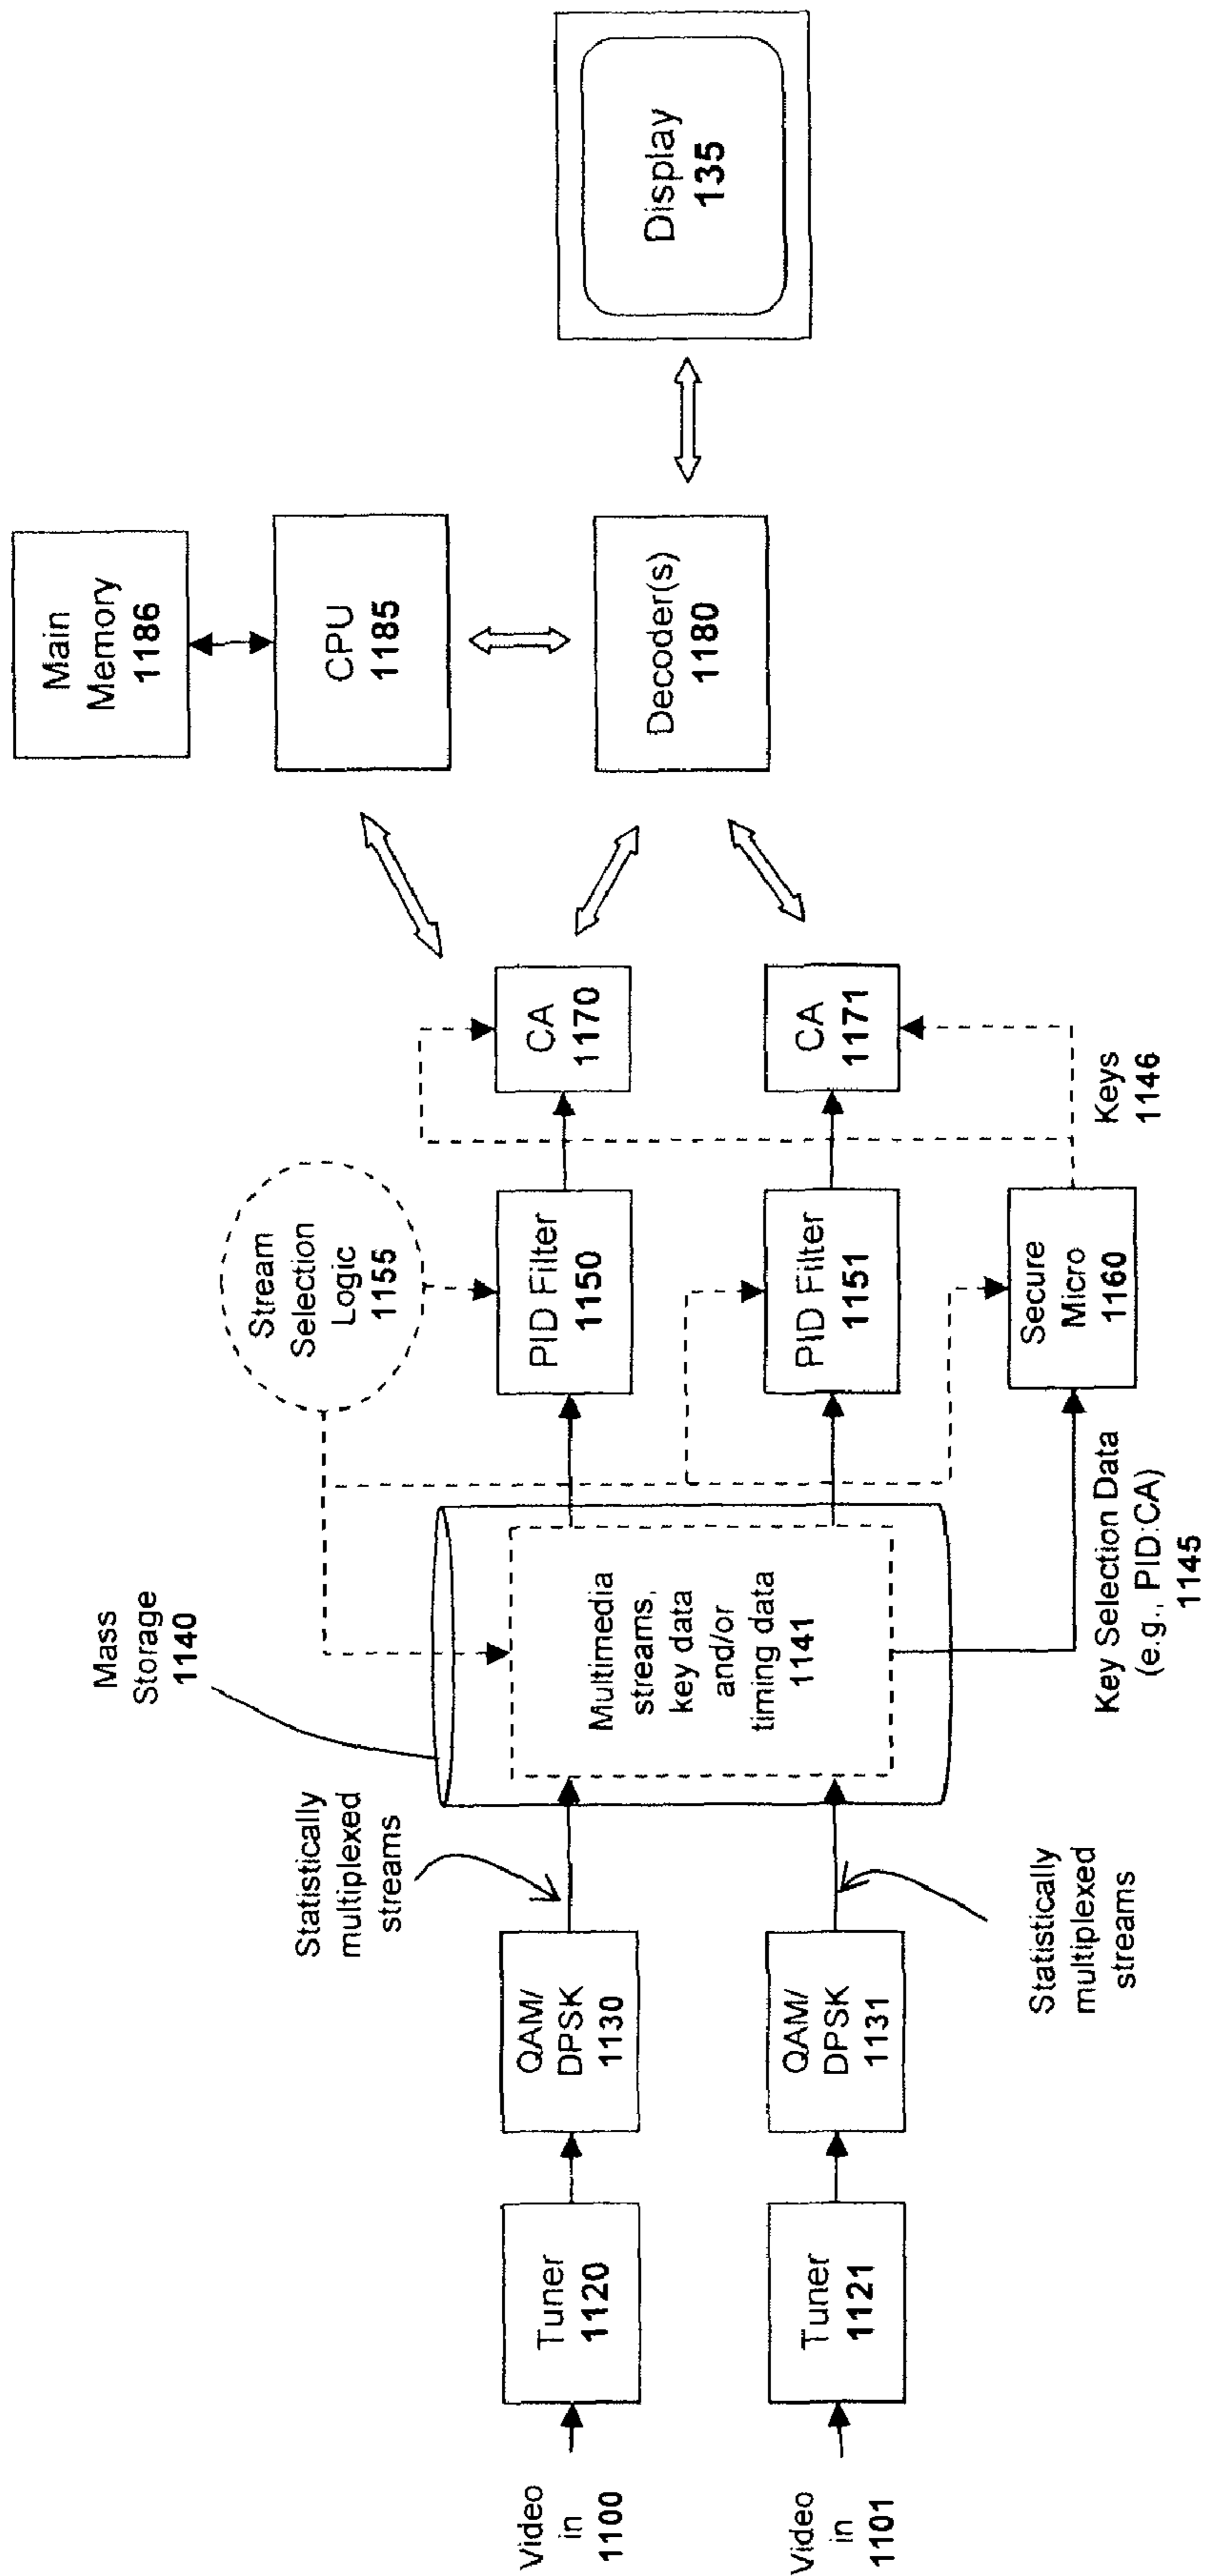 Video
in
1100
Tuner
1120
QAM/
DPSK
1130
Statistically
multiplexed
streams
Mass
Storage
1140
Multimedia
streams,
key data
and/or
timing data
1141
Stream
Selection
Logic
1155
PID Filter
1150
CA
1170
Main
Memory
1186
CPU
1185
Decoder(s)
1180
Display
135
Video
in
1101
Tuner
1121
QAM/
DPSK
1131
Statistically
multiplexed
streams
PID Filter
1151
CA
1171
Key Selection Data
(e.g., PID:CA)
1145
Secure
Micro
1160
Keys
1146